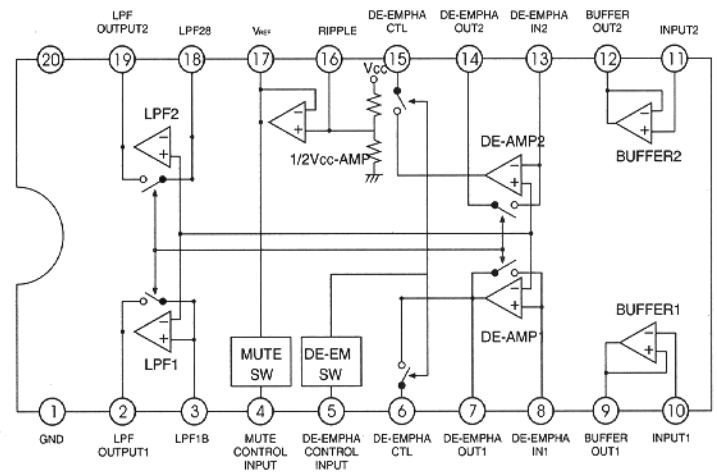 LPF
OUTPUT2
LPF28
VREF
RIPPLE
DE-EMPHA
CTL
DE-EMPHA
OUT2
DE-EMPHA
IN2
BUFFER
OUT2
INPUT2
20
19
18
17
16
15
14
13
12
11
Vcc
LPF2
−
+
−
+
1/2Vcc-AMP
DE-AMP2
−
+
−
+
BUFFER2
−
+
LPF1
−
+
DE-AMP1
BUFFER1
−
+
MUTE
SW
DE-EM
SW
1
2
3
4
5
6
7
8
9
10
GND
LPF
OUTPUT1
LPF1B
MUTE
CONTROL
INPUT
DE-EMPHA
CONTROL
INPUT
DE-EMPHA
CTL
DE-EMPHA
OUT1
DE-EMPHA
IN1
BUFFER
OUT1
INPUT1